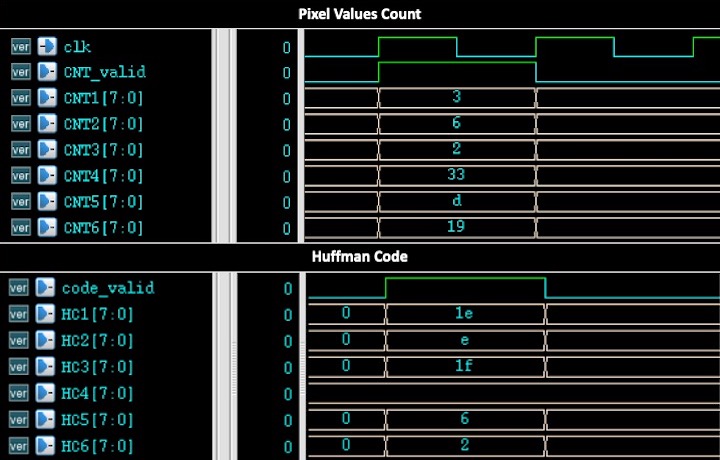 Pixel Values Count
ver clk 0
ver CNT_valid 0
ver CNT1[7:0] 0 3
ver CNT2[7:0] 0 6
ver CNT3[7:0] 0 2
ver CNT4[7:0] 0 33
ver CNT5[7:0] 0 d
ver CNT6[7:0] 0 19
Huffman Code
ver code_valid 0
ver HC1[7:0] 0 0 1e
ver HC2[7:0] 0 0 e
ver HC3[7:0] 0 0 1f
ver HC4[7:0] 0
ver HC5[7:0] 0 0 6
ver HC6[7:0] 0 0 2